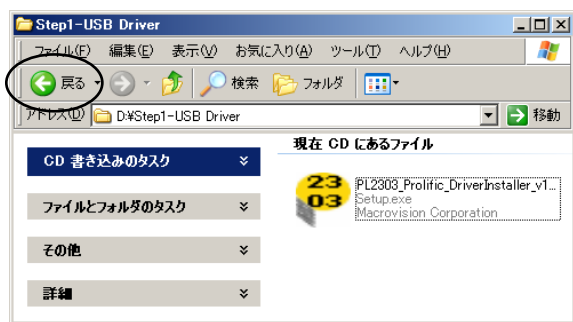 Step1-USB Driver
ファイル(F) 編集(E) 表示(V) お気に入り(A) ツール(T) ヘルプ(H)
戻る 検索 フォルダ
アドレス(D) D:¥Step1-USB Driver 移動
CD 書き込みのタスク
ファイルとフォルダのタスク
その他
詳細
現在 CD にあるファイル
2303
PL2303_Prolific_DriverInstaller_v1...
Setup.exe
Macrovision Corporation